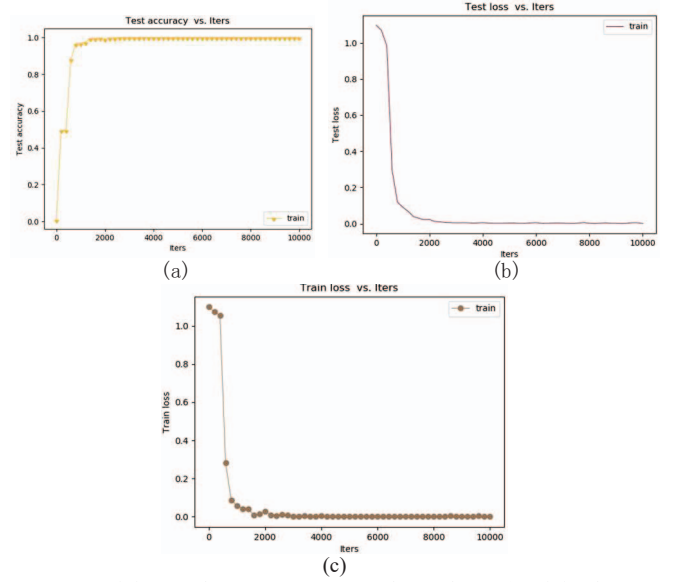 Test accuracy vs. Iters
1.0
0.8
0.6
0.4
0.2
0.0
Test accuracy
train
0 2000 4000 6000 8000 10000
Iters
(a)
Test loss vs. Iters
train
1.0
0.8
0.6
0.4
0.2
0.0
Test loss
0 2000 4000 6000 8000 10000
Iters
(b)
Train loss vs. Iters
train
1.0
0.8
0.6
0.4
0.2
0.0
Train loss
0 2000 4000 6000 8000 10000
Iters
(c)